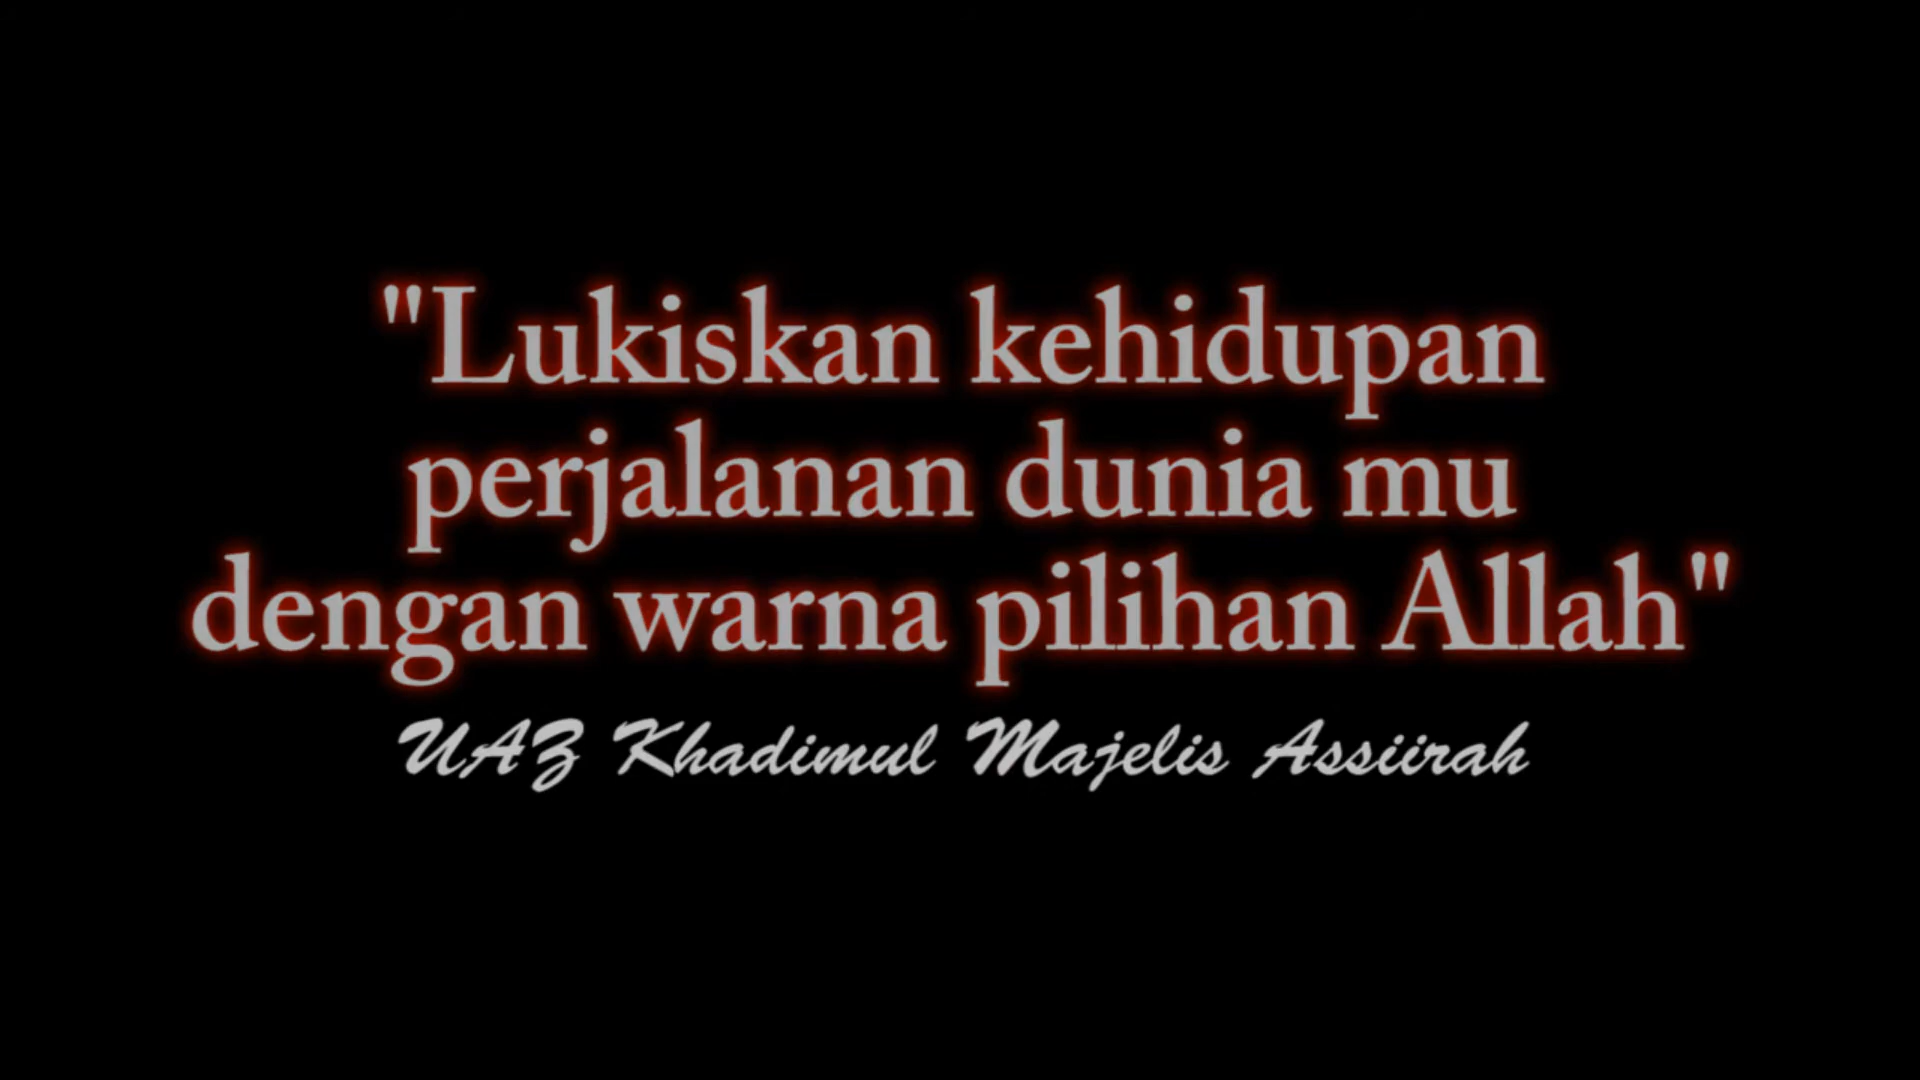 "Lukiskan kehidupan
perjalanan dunia mu
dengan warna pilihan Allah"
UAZ Khadimul Majelis Assiirah